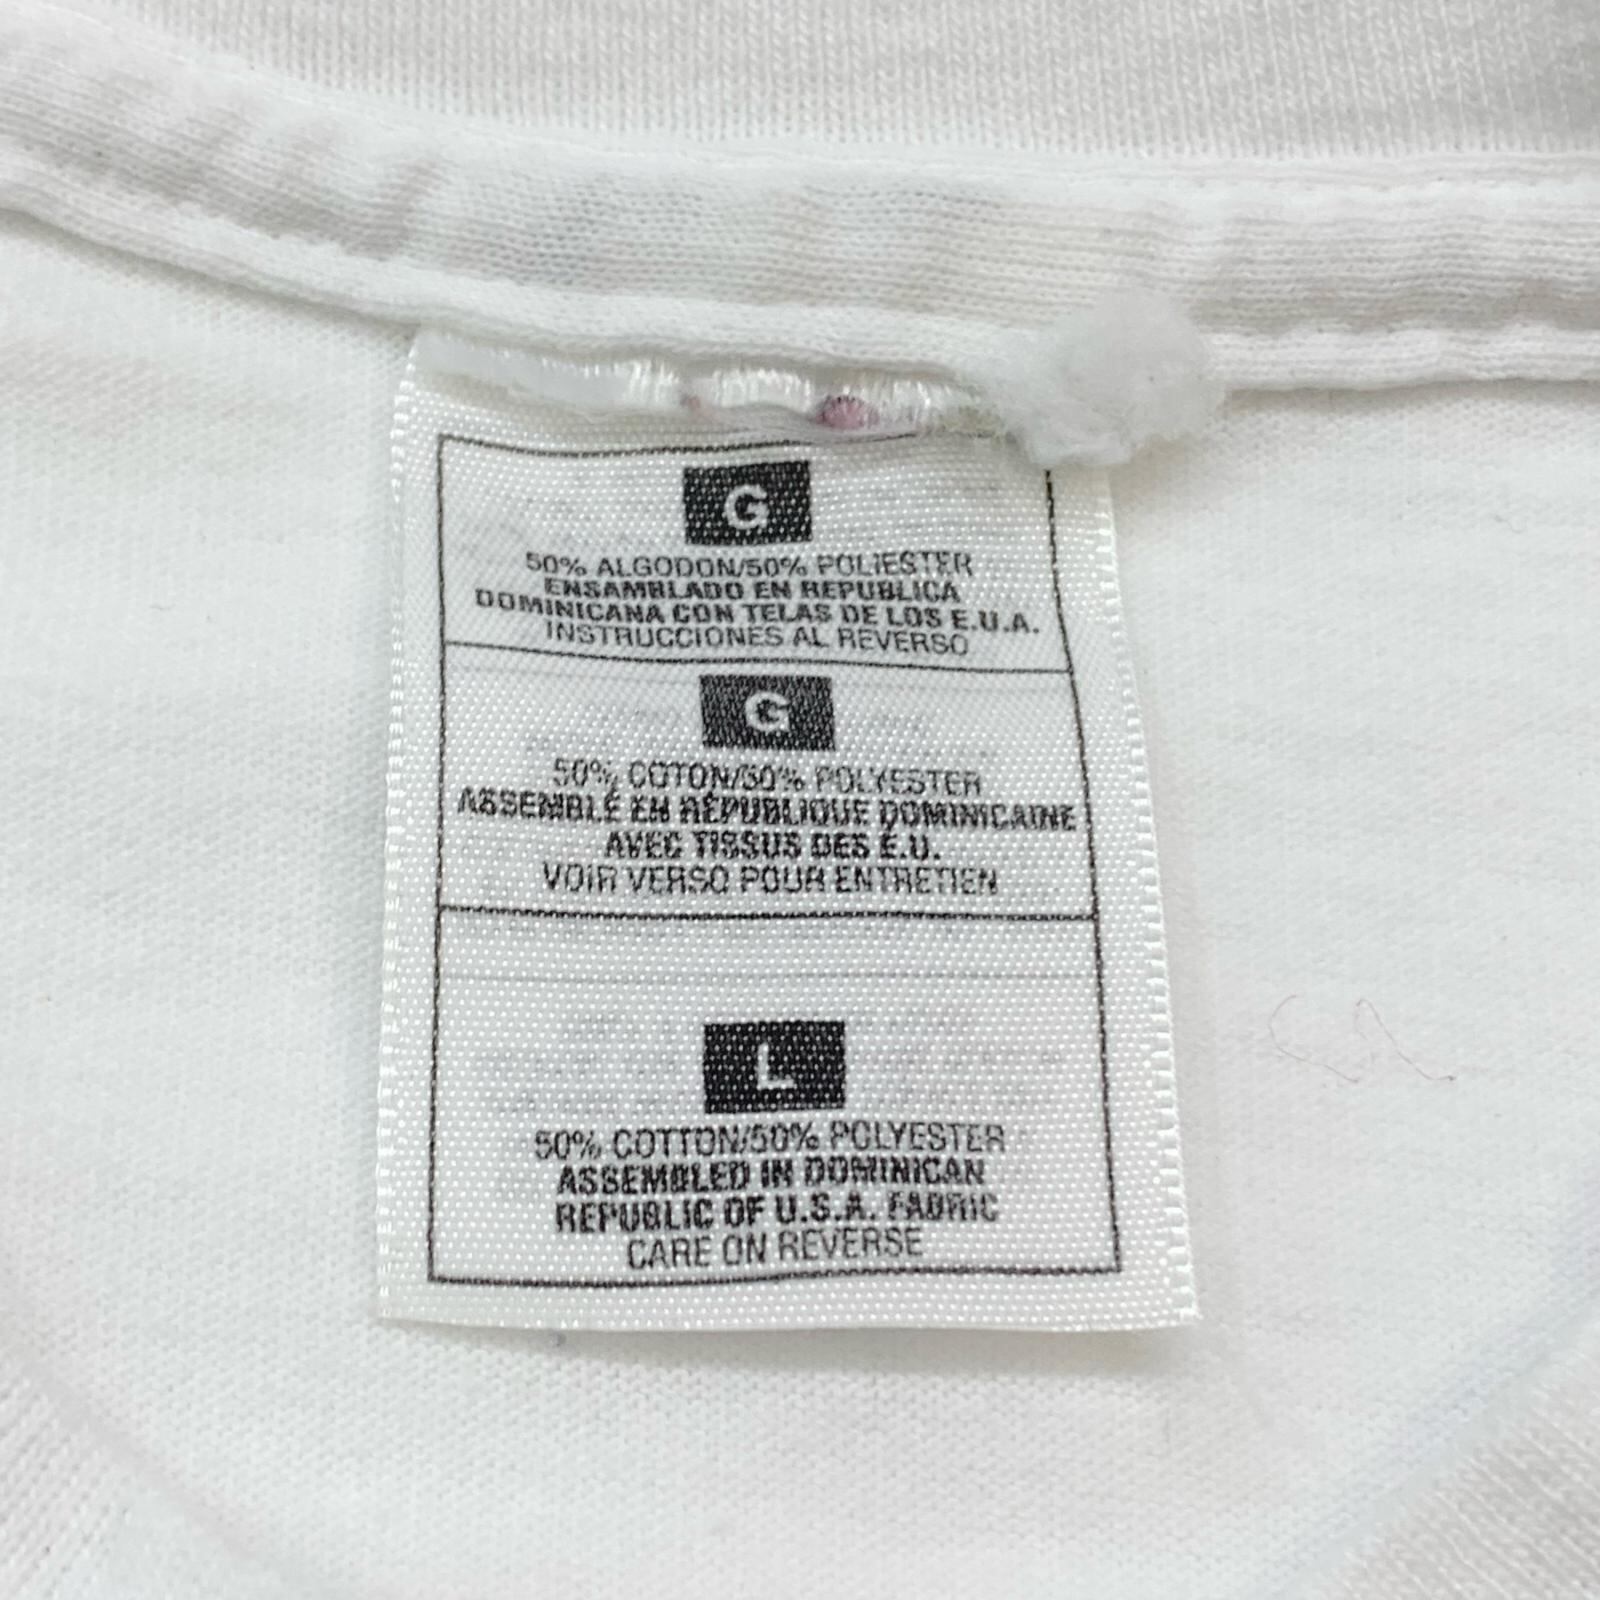 G
50% ALGODON/50% POLIESTER
ENSAMBLADO EN REPUBLICA
DOMINICANA CON TELAS DE LOS E.U.A.
INSTRUCCIONES AL REVERSO
G
50% COTON/50% POLYESTER
ASSEMBLÉ EN RÉPUBLIQUE DOMINICAINE
AVEC TISSUS DES É.U.
VOIR VERSO POUR ENTRETIEN
L
50% COTTON/50% POLYESTER
ASSEMBLED IN DOMINICAN
REPUBLIC OF U.S.A. FABRIC
CARE ON REVERSE